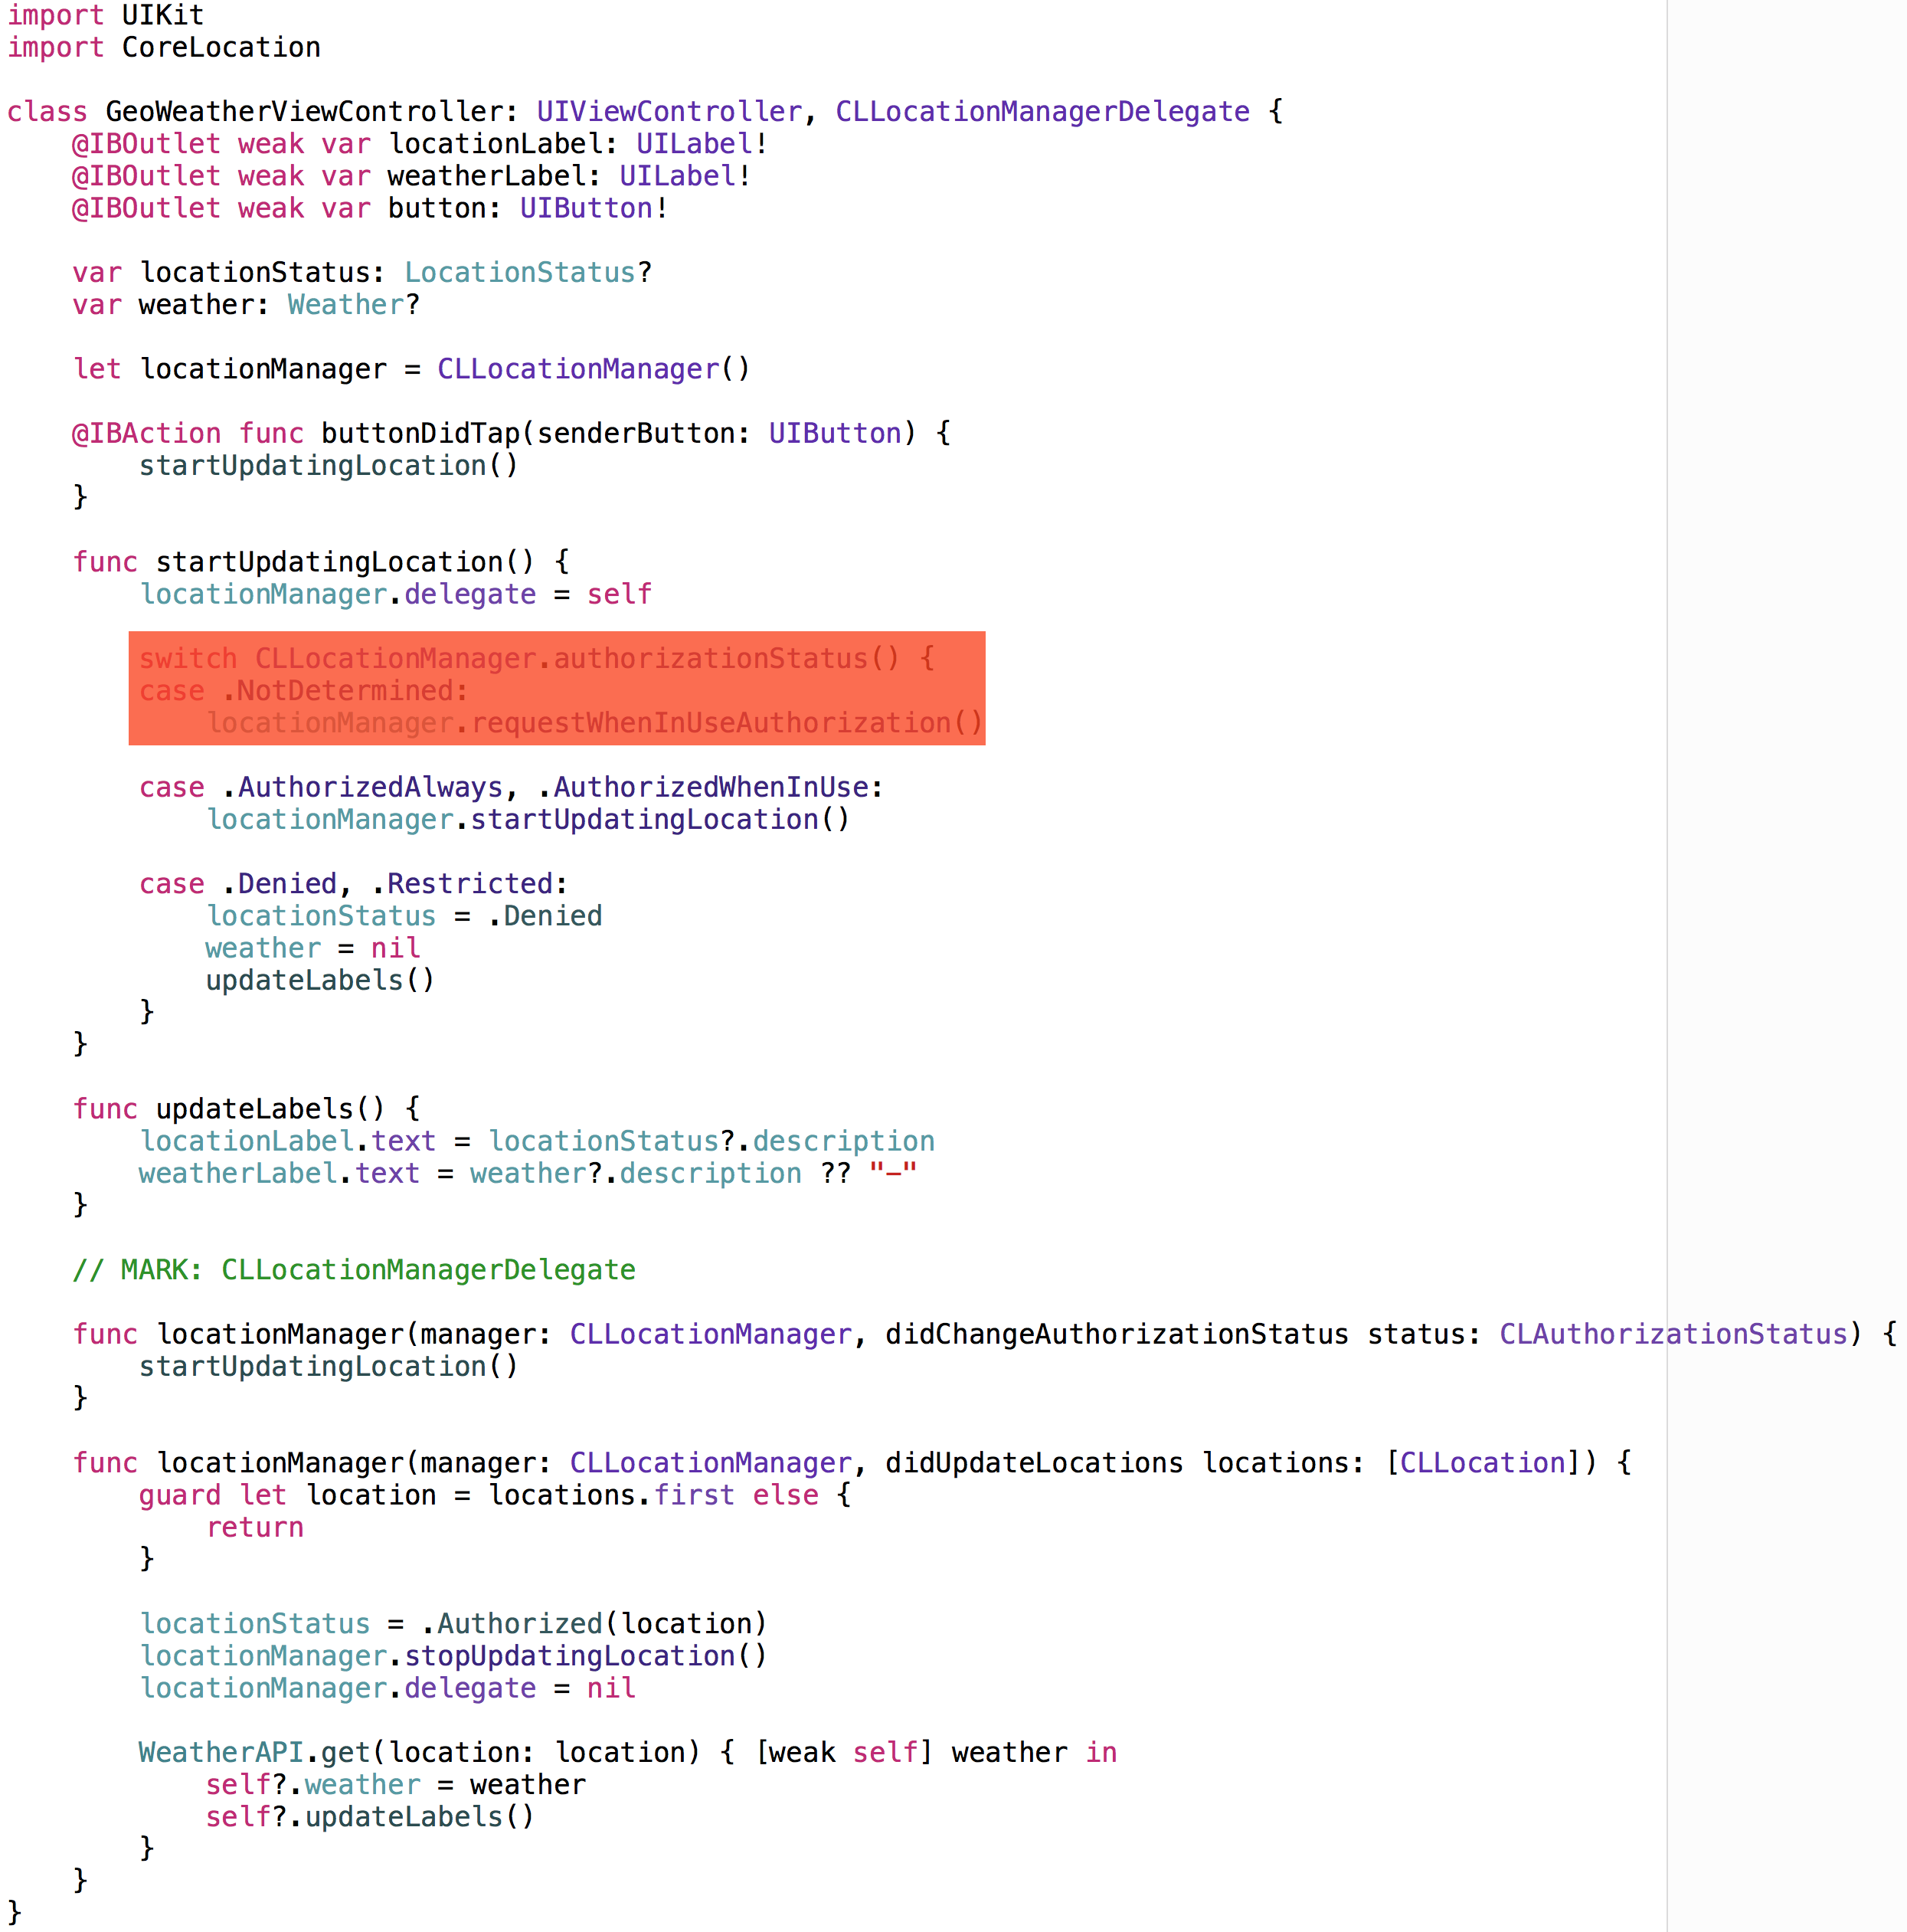 import UIKit
import CoreLocation
class GeoWeatherViewController: UIViewController, CLLocationManagerDelegate {
@IBOutlet weak var locationLabel: UILabel!
@IBOutlet weak var weatherLabel: UILabel!
@IBOutlet weak var button: UIButton!
var locationStatus: LocationStatus?
var weather: Weather?
let locationManager = CLLocationManager()
@IBAction func buttonDidTap(senderButton: UIButton) {
startUpdatingLocation()
}
func startUpdatingLocation() {
locationManager.delegate = self
switch CLLocationManager.authorizationStatus() {
case .NotDetermined:
locationManager.requestWhenInUseAuthorization()
case .AuthorizedAlways, .AuthorizedWhenInUse:
locationManager.startUpdatingLocation()
case .Denied, .Restricted:
locationStatus = .Denied
weather = nil
updateLabels()
}
}
func updateLabels() {
locationLabel.text = locationStatus?.description
weatherLabel.text = weather?.description ?? "—"
}
// MARK: CLLocationManagerDelegate
func locationManager(manager: CLLocationManager, didChangeAuthorizationStatus status: CLAuthorizationStatus) {
startUpdatingLocation()
}
func locationManager(manager: CLLocationManager, didUpdateLocations locations: [CLLocation]) {
guard let location = locations.first else {
return
}
locationStatus = .Authorized(location)
locationManager.stopUpdatingLocation()
locationManager.delegate = nil
WeatherAPI.get(location: location) { [weak self] weather in
self?.weather = weather
self?.updateLabels()
}
}
}